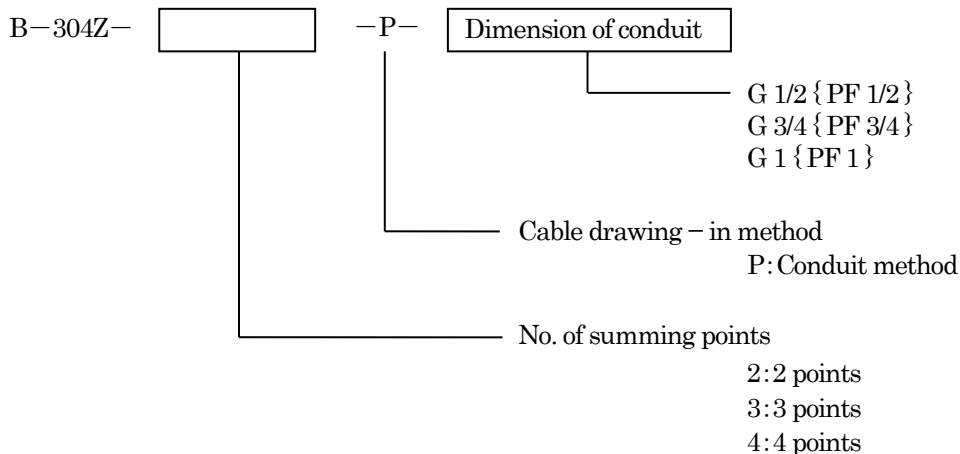 B−304Z− −P− Dimension of conduit
G 1/2 { PF 1/2 }
G 3/4 { PF 3/4 }
G 1 { PF 1 }
Cable drawing − in method
P: Conduit method
No. of summing points
2: 2 points
3: 3 points
4: 4 points